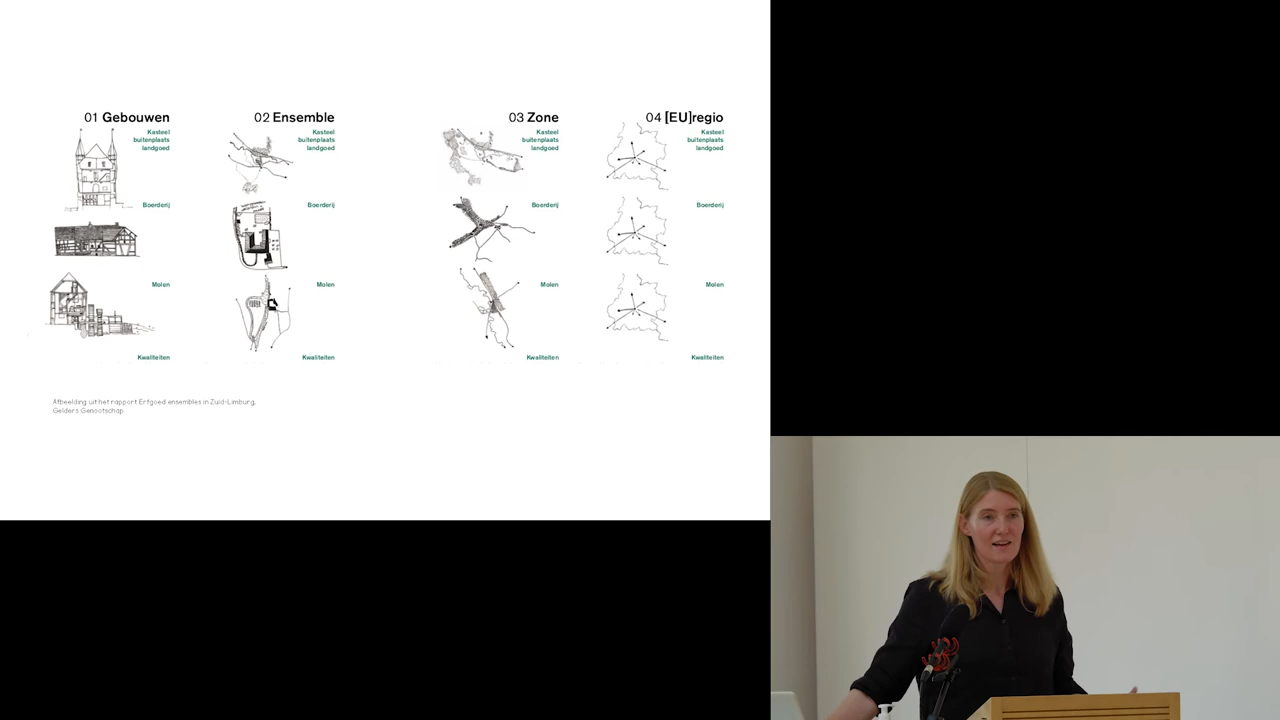 01 Gebouwen
Kasteel
buitenplaats
landgoed
Boerderij
Molen
Kwaliteiten
02 Ensemble
Kasteel
buitenplaats
landgoed
Boerderij
Molen
Kwaliteiten
03 Zone
Kasteel
buitenplaats
landgoed
Boerderij
Molen
Kwaliteiten
04 [EU]regio
Kasteel
buitenplaats
landgoed
Boerderij
Molen
Kwaliteiten
Afbeelding uit het rapport Erfgoed ensembles in Zuid-Limburg,
Gelders Genootschap.